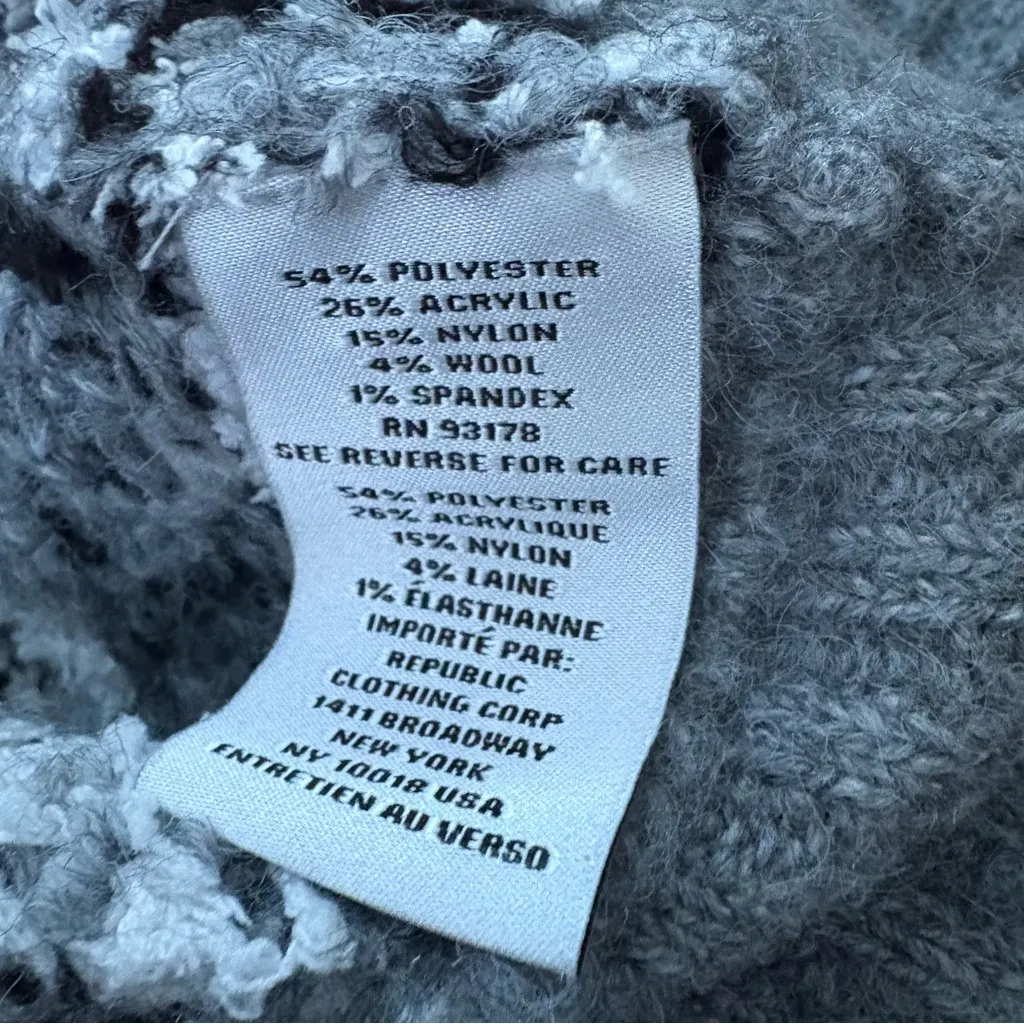 54% POLYESTER
26% ACRYLIC
15% NYLON
4% WOOL
1% SPANDEX
RN 93178
SEE REVERSE FOR CARE
54% POLYESTER
26% ACRYLIQUE
15% NYLON
4% LAINE
1% ÉLASTHANNE
IMPORTÉ PAR:
REPUBLIC
CLOTHING CORP
1411 BROADWAY
NEW YORK
NY 10018 USA
ENTRETIEN AU VERSO